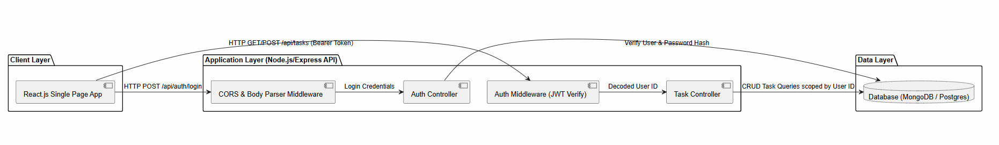 HTTP GET/POST /api/tasks (Bearer Token)
Verify User & Password Hash
Client Layer
Application Layer (Node.js/Express API)
Data Layer
HTTP POST /api/auth/login
Login Credentials
Decoded User ID
CRUD Task Queries scoped by User ID
React.js Single Page App
CORS & Body Parser Middleware
Auth Controller
Auth Middleware (JWT Verify)
Task Controller
Database (MongoDB / Postgres)